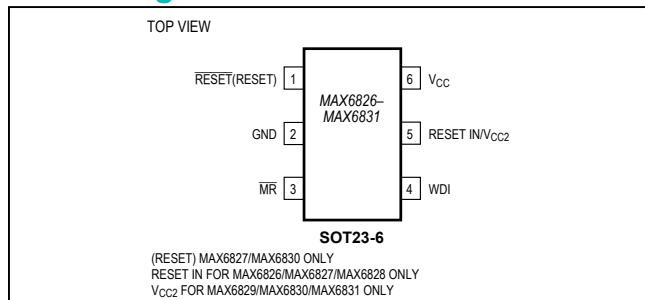 TOP VIEW
RESET(RESET) 1
6 VCC
MAX6826–
MAX6831
GND 2
5 RESET IN/VCC2
MR 3
4 WDI
SOT23-6
(RESET) MAX6827/MAX6830 ONLY
RESET IN FOR MAX6826/MAX6827/MAX6828 ONLY
VCC2 FOR MAX6829/MAX6830/MAX6831 ONLY